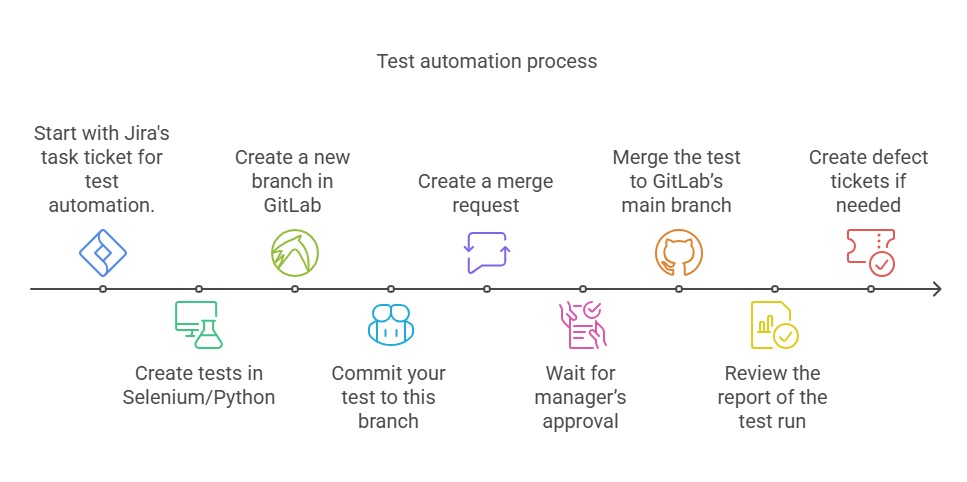 Test automation process
Start with Jira's
task ticket for
test
automation.
Create tests in
Selenium/Python
Create a new
branch in
GitLab
Commit your
test to this
branch
Create a merge
request
Wait for
manager’s
approval
Merge the test
to GitLab’s
main branch
Review the
report of the
test run
Create defect
tickets if
needed